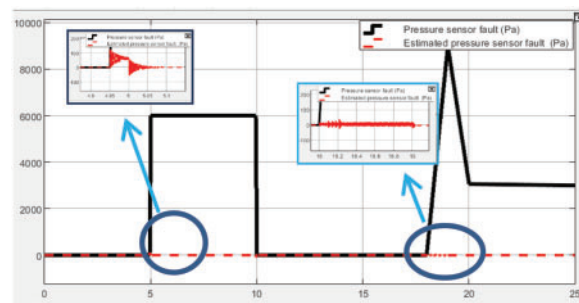 Pressure sensor fault (Pa)
Estimated pressure sensor fault (Pa)
Pressure sensor fault (Pa)
Estimated pressure sensor fault (Pa)
Pressure sensor fault (Pa)
Estimated pressure sensor fault (Pa)
10000
8000
6000
4000
2000
0
0 5 10 15 20 25